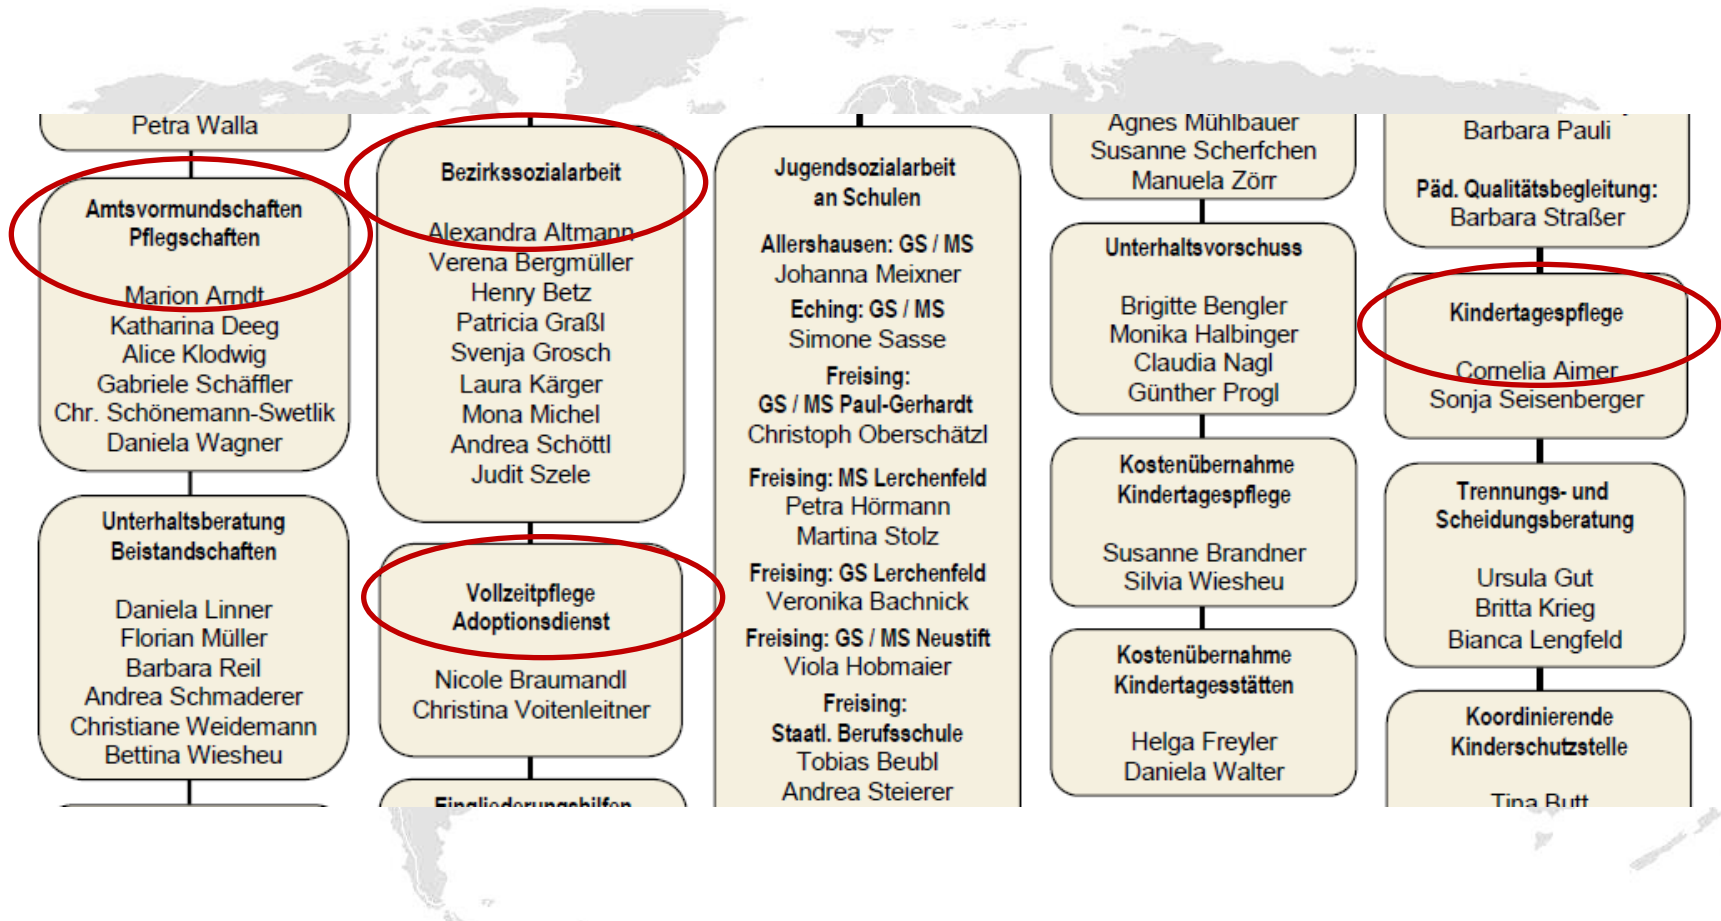 Petra Walla
Amtsvormundschaften
Pflegschaften
Marion Arndt
Katharina Deeg
Alice Klodwig
Gabriele Schäffler
Chr. Schönemann-Swetlik
Daniela Wagner
Unterhaltsberatung
Beistandschaften
Daniela Linner
Florian Müller
Barbara Reil
Andrea Schmaderer
Christiane Weidemann
Bettina Wiesheu
Bezirkssozialarbeit
Alexandra Altmann
Verena Bergmüller
Henry Betz
Patricia Graßl
Svenja Grosch
Laura Kärger
Mona Michel
Andrea Schöttl
Judit Szele
Vollzeitpflege
Adoptionsdienst
Nicole Braumandl
Christina Voitenleitner
Eingliederungshilfen
Jugendsozialarbeit
an Schulen
Allershausen: GS / MS
Johanna Meixner
Eching: GS / MS
Simone Sasse
Freising:
GS / MS Paul-Gerhardt
Christoph Oberschätzl
Freising: MS Lerchenfeld
Petra Hörmann
Martina Stolz
Freising: GS Lerchenfeld
Veronika Bachnick
Freising: GS / MS Neustift
Viola Hobmaier
Freising:
Staatl. Berufsschule
Tobias Beubl
Andrea Steierer
Agnes Mühlbauer
Susanne Scherfchen
Manuela Zörr
Unterhaltsvorschuss
Brigitte Bengler
Monika Halbinger
Claudia Nagl
Günther Progl
Kostenübernahme
Kindertagespflege
Susanne Brandner
Silvia Wiesheu
Kostenübernahme
Kindertagesstätten
Helga Freyler
Daniela Walter
Barbara Pauli
Päd. Qualitätsbegleitung:
Barbara Straßer
Kindertagespflege
Cornelia Aimer
Sonja Seisenberger
Trennungs- und
Scheidungsberatung
Ursula Gut
Britta Krieg
Bianca Lengfeld
Koordinierende
Kinderschutzstelle
Tina Butt